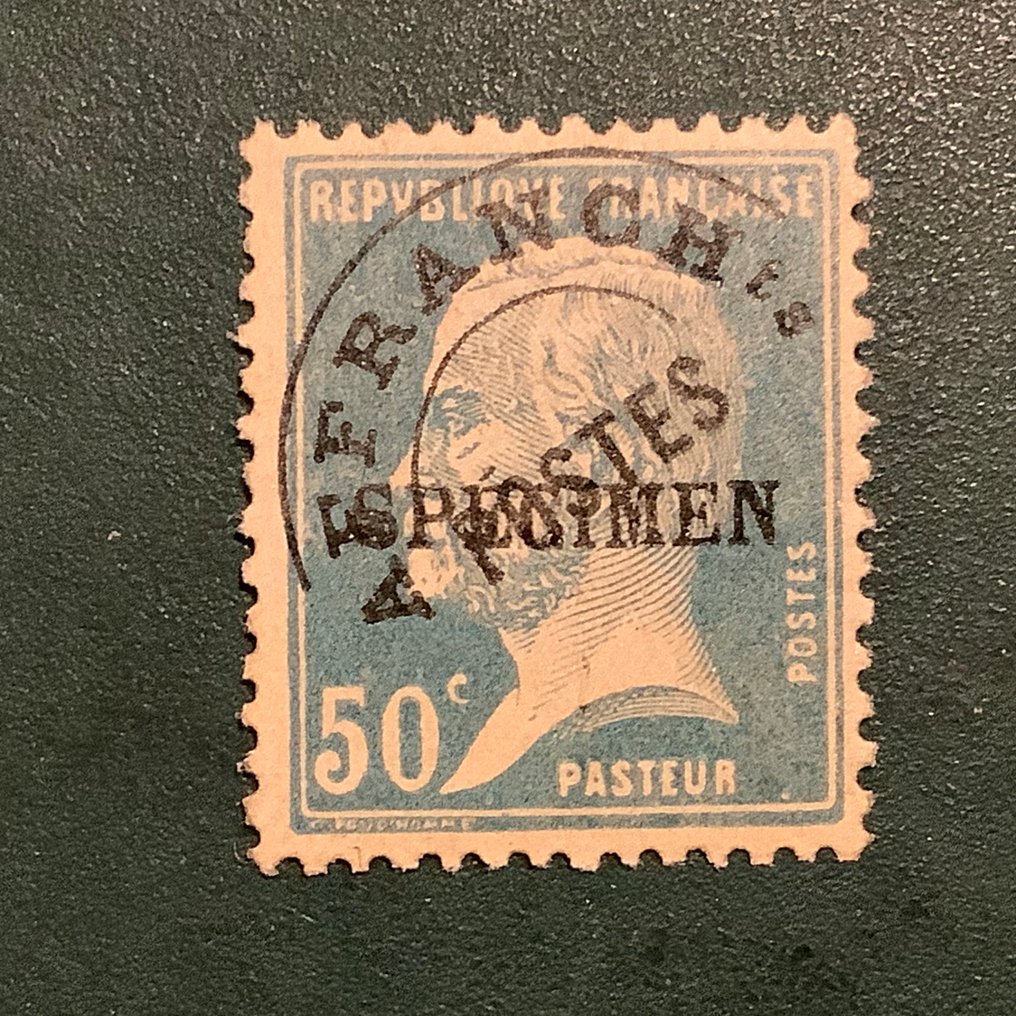 REPVBLIQVE FRANÇAISE
AFFRANCHts
POSTES
SPECIMEN
POSTES
50c
PASTEUR